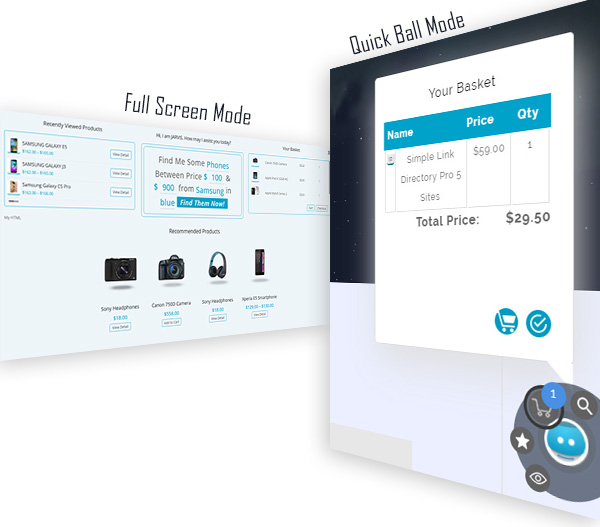 Quick Ball Mode
Your Basket
Name Price Qty
Simple Link
Directory Pro 5
Sites
$59.00
1
Total Price: $29.50
1
Full Screen Mode
Recently Viewed Products
SAMSUNG GALAXY E5
View Detail
SAMSUNG GALAXY J3
View Detail
Samsung Galaxy C5 Pro
View Detail
My HTML
Hi, I am JARVIS. How may I assist you today?
Find Me Some Phones
Between Price $ 100 &
$ 900 from Samsung in
blue Find Them Now!
Your Basket
Recommended Products
Sony Headphones
$18.00
View Detail
Canon 750D Camera
$558.00
Add to Cart
Sony Headphones
$18.00
View Detail
Xperia E5 Smartphone
$129.00 – $130.00
View Detail